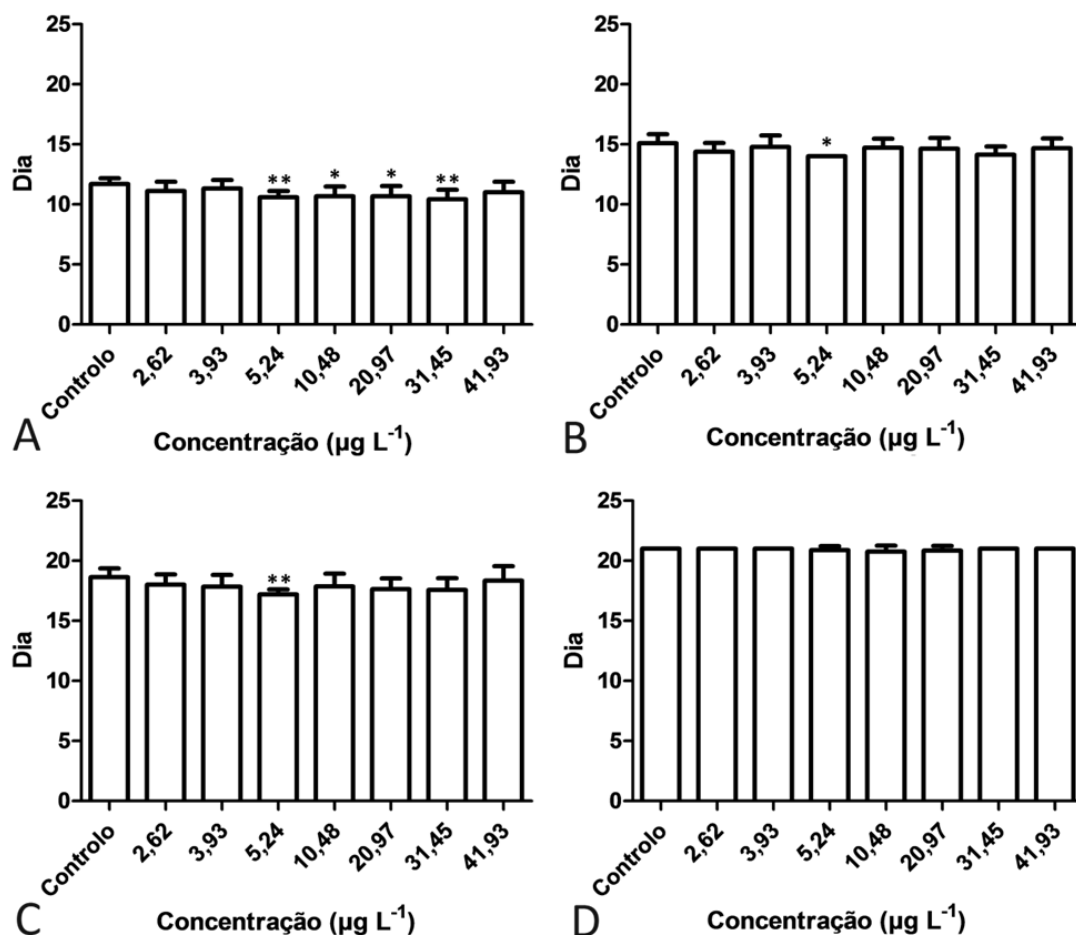 25
20
15
10
5
0
Dia
** * * **
Controlo 2,62 3,93 5,24 10,48 20,97 31,45 41,93
A Concentração (µg L⁻¹)
25
20
15
10
5
0
Dia
*
Controlo 2,62 3,93 5,24 10,48 20,97 31,45 41,93
B Concentração (µg L⁻¹)
25
20
15
10
5
0
Dia
**
Controlo 2,62 3,93 5,24 10,48 20,97 31,45 41,93
C Concentração (µg L⁻¹)
25
20
15
10
5
0
Dia
Controlo 2,62 3,93 5,24 10,48 20,97 31,45 41,93
D Concentração (µg L⁻¹)